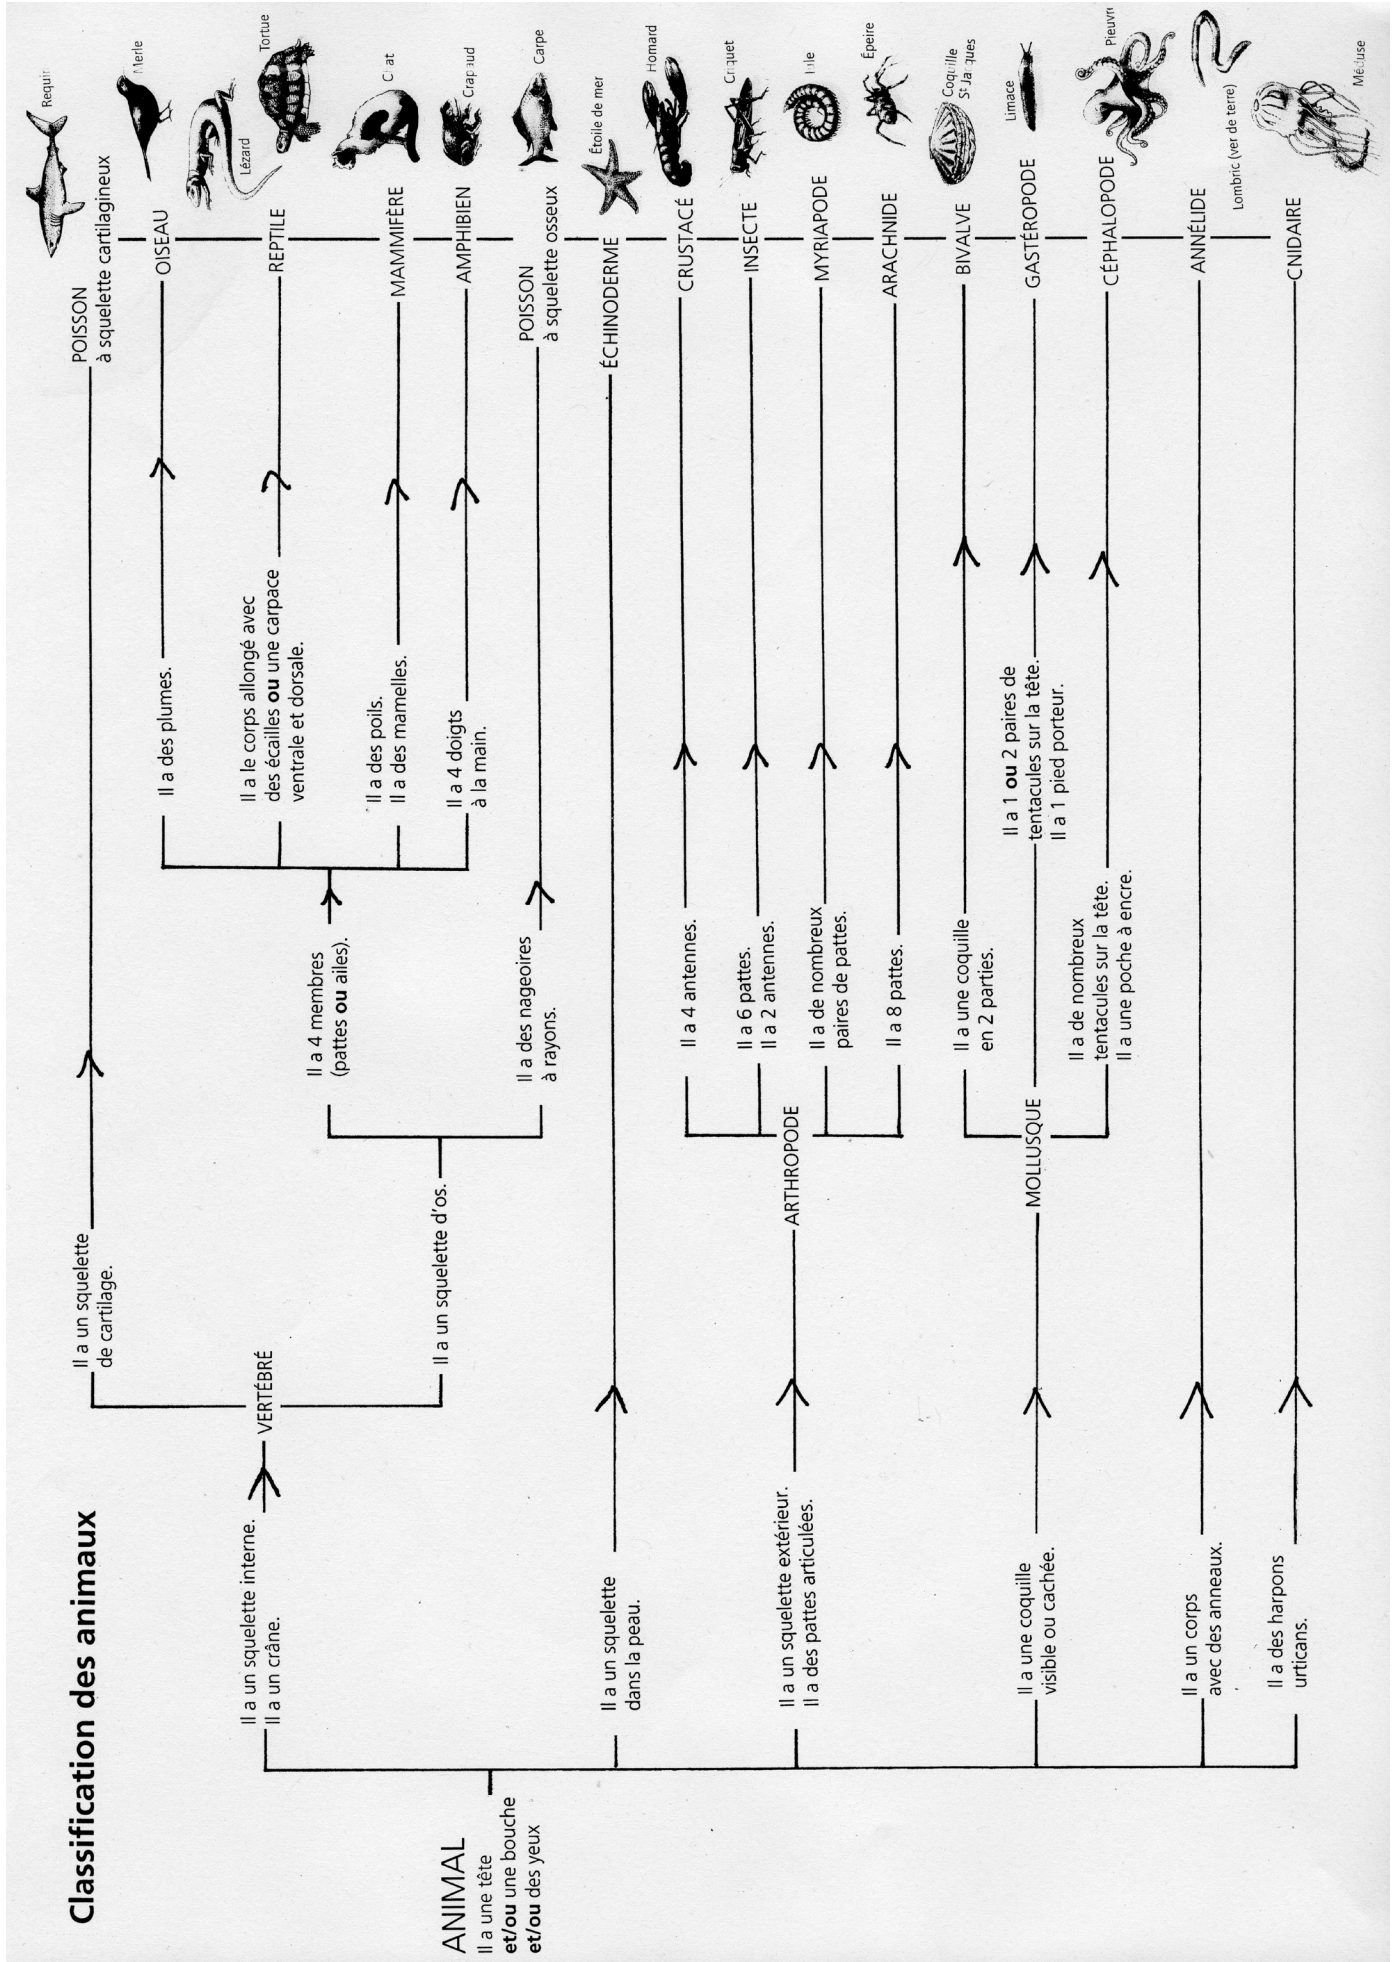 Classification des animaux
ANIMAL
Il a une tête
et/ou une bouche
et/ou des yeux
Il a un squelette interne.
Il a un crâne.
VERTÉBRÉ
Il a un squelette
de cartilage.
POISSON
à squelette cartilagineux
Requin
Il a un squelette d'os.
Il a 4 membres
(pattes ou ailes).
Il a des plumes.
OISEAU
Merle
Il a le corps allongé avec
des écailles ou une carpace
ventrale et dorsale.
REPTILE
Lézard
Tortue
Il a des poils.
Il a des mamelles.
MAMMIFÈRE
Chat
Il a 4 doigts
à la main.
AMPHIBIEN
Crapaud
Il a des nageoires
à rayons.
POISSON
à squelette osseux
Carpe
Il a un squelette
dans la peau.
ÉCHINODERME
Étoile de mer
Il a un squelette extérieur.
Il a des pattes articulées.
ARTHROPODE
Il a 4 antennes.
CRUSTACÉ
Homard
Il a 6 pattes.
Il a 2 antennes.
INSECTE
Criquet
Il a de nombreux
paires de pattes.
MYRIAPODE
Iule
Il a 8 pattes.
ARACHNIDE
Épeire
Il a une coquille
visible ou cachée.
MOLLUSQUE
Il a une coquille
en 2 parties.
BIVALVE
Coquille
St Jacques
Il a 1 ou 2 paires de
tentacules sur la tête.
Il a 1 pied porteur.
GASTÉROPODE
Limace
Il a de nombreux
tentacules sur la tête.
Il a une poche à encre.
CÉPHALOPODE
Pieuvre
Il a un corps
avec des anneaux.
ANNÉLIDE
Lombric (ver de terre)
Il a des harpons
urticans.
CNIDAIRE
Méduse